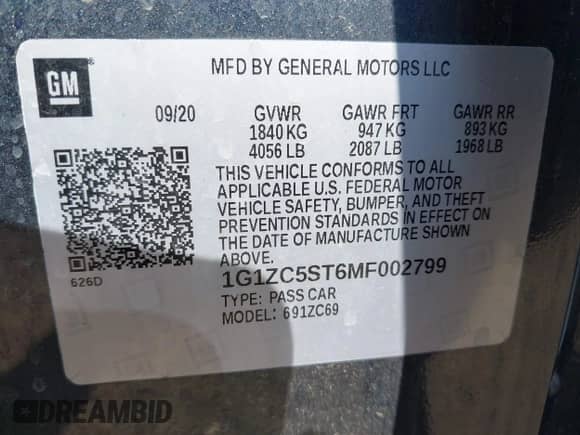 GM
MFD BY GENERAL MOTORS LLC
09/20 GVWR GAWR FRT GAWR RR
1840 KG 947 KG 893 KG
4056 LB 2087 LB 1968 LB
THIS VEHICLE CONFORMS TO ALL
APPLICABLE U.S. FEDERAL MOTOR
VEHICLE SAFETY, BUMPER, AND THEFT
PREVENTION STANDARDS IN EFFECT ON
THE DATE OF MANUFACTURE SHOWN
ABOVE.
626D
1G1ZC5ST6MF002799
TYPE: PASS CAR
MODEL: 691ZC69
DREAMBID